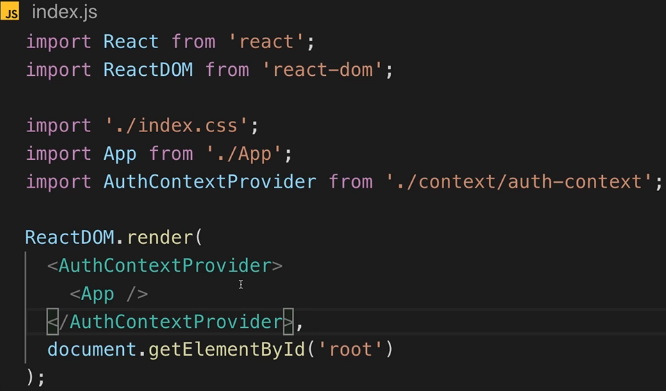 JS index.js
import React from 'react';
import ReactDOM from 'react-dom';
import './index.css';
import App from './App';
import AuthContextProvider from './context/auth-context';
ReactDOM.render(
<AuthContextProvider>
<App />
</AuthContextProvider>,
document.getElementById('root')
);